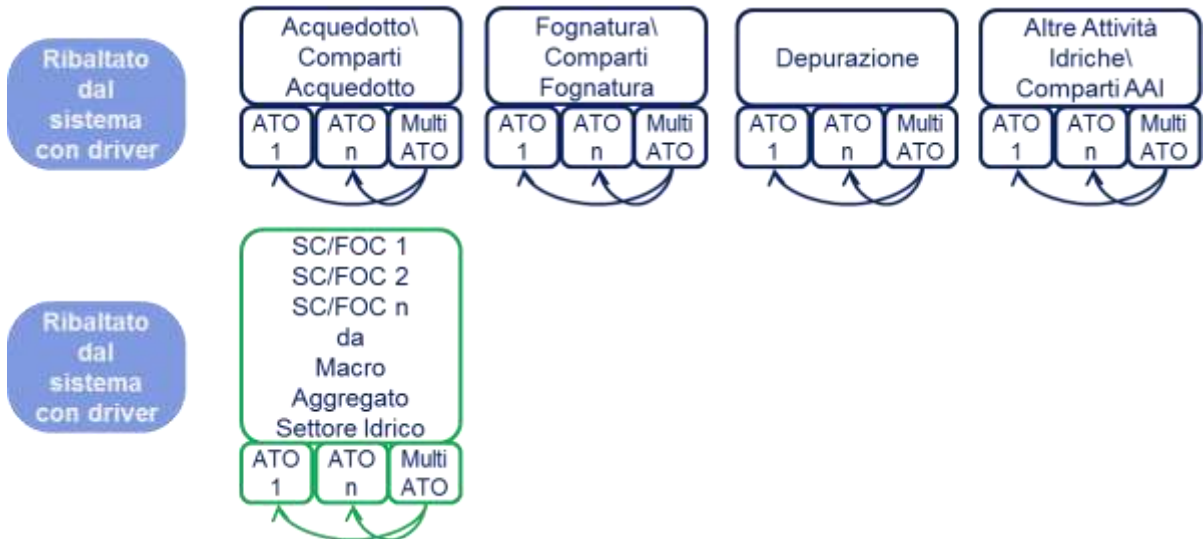 Ribaltato
dal
sistema
con driver
Acquedotto\
Comparti
Acquedotto
ATO
1
ATO
n
Multi
ATO
Fognatura\
Comparti
Fognatura
ATO
1
ATO
n
Multi
ATO
Depurazione
ATO
1
ATO
n
Multi
ATO
Altre Attività
Idriche\
Comparti AAI
ATO
1
ATO
n
Multi
ATO
Ribaltato
dal
sistema
con driver
SC/FOC 1
SC/FOC 2
SC/FOC n
da
Macro
Aggregato
Settore Idrico
ATO
1
ATO
n
Multi
ATO